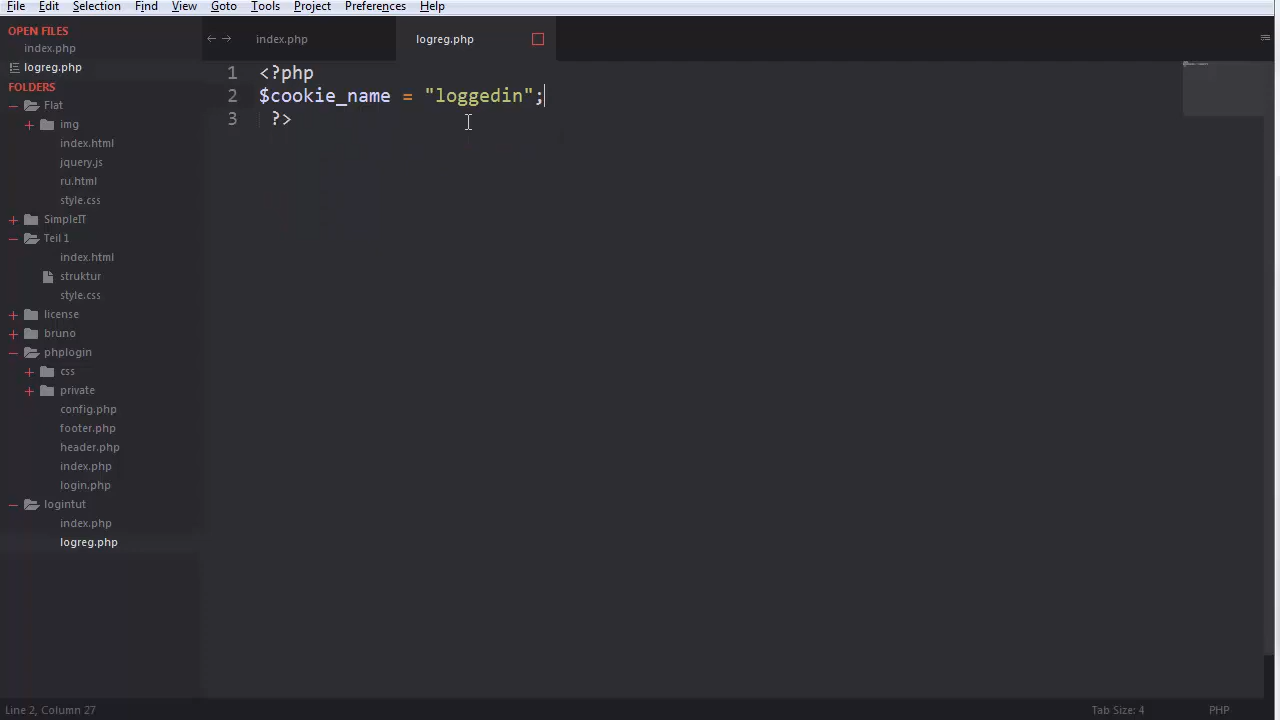 File Edit Selection Find View Goto Tools Project Preferences Help
OPEN FILES
index.php
logreg.php
FOLDERS
Flat
img
index.html
jquery.js
ru.html
style.css
SimpleIT
Teil 1
index.html
struktur
style.css
license
bruno
phplogin
css
private
config.php
footer.php
header.php
index.php
login.php
logintut
index.php
logreg.php
index.php logreg.php
1 <?php
2 $cookie_name = "loggedin";
3 ?>
Line 2, Column 27 Tab Size: 4 PHP